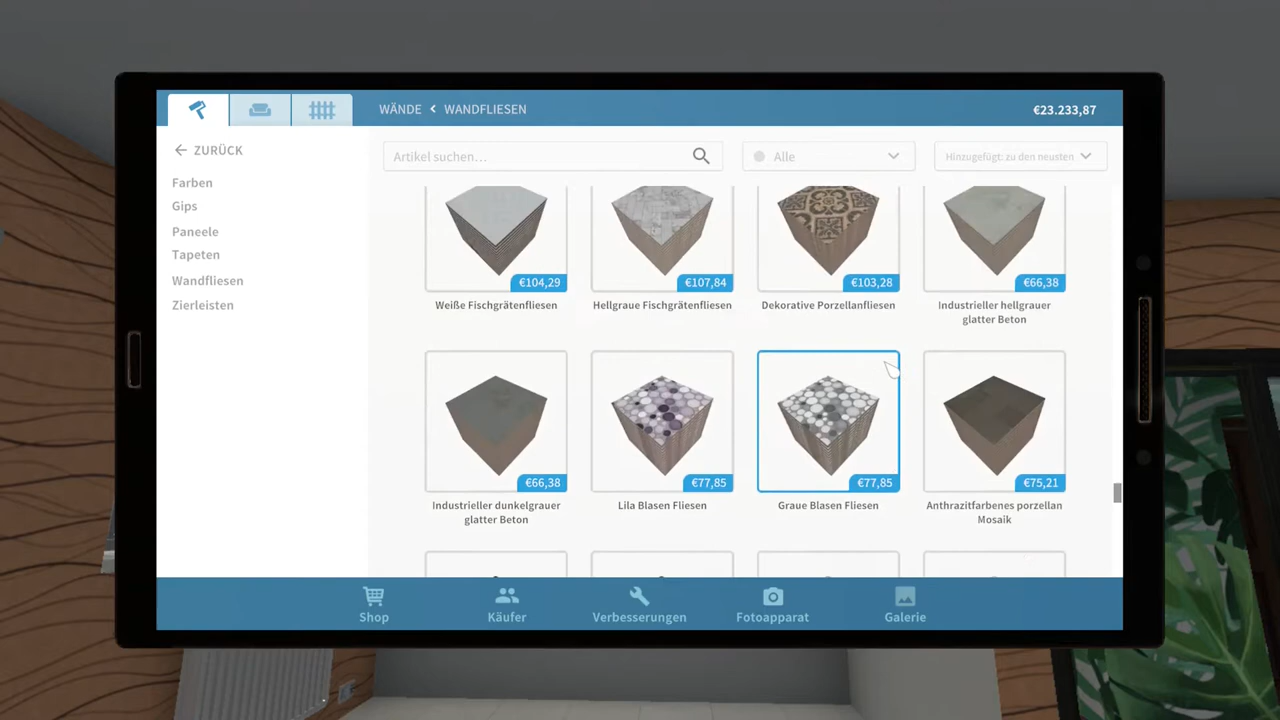 WÄNDE < WANDFLIESEN
€23.233,87
ZURÜCK
Farben
Gips
Paneele
Tapeten
Wandfliesen
Zierleisten
Artikel suchen…
Alle
Hinzugefügt: zu den neusten
€104,29
€107,84
€103,28
€66,38
Weiße Fischgrätenfliesen
Hellgraue Fischgrätenfliesen
Dekorative Porzellanfliesen
Industrieller hellgrauer
glatter Beton
€66,38
€77,85
€77,85
€75,21
Industrieller dunkelgrauer
glatter Beton
Lila Blasen Fliesen
Graue Blasen Fliesen
Anthrazitfarbenes porzellan
Mosaik
Shop
Käufer
Verbesserungen
Fotoapparat
Galerie